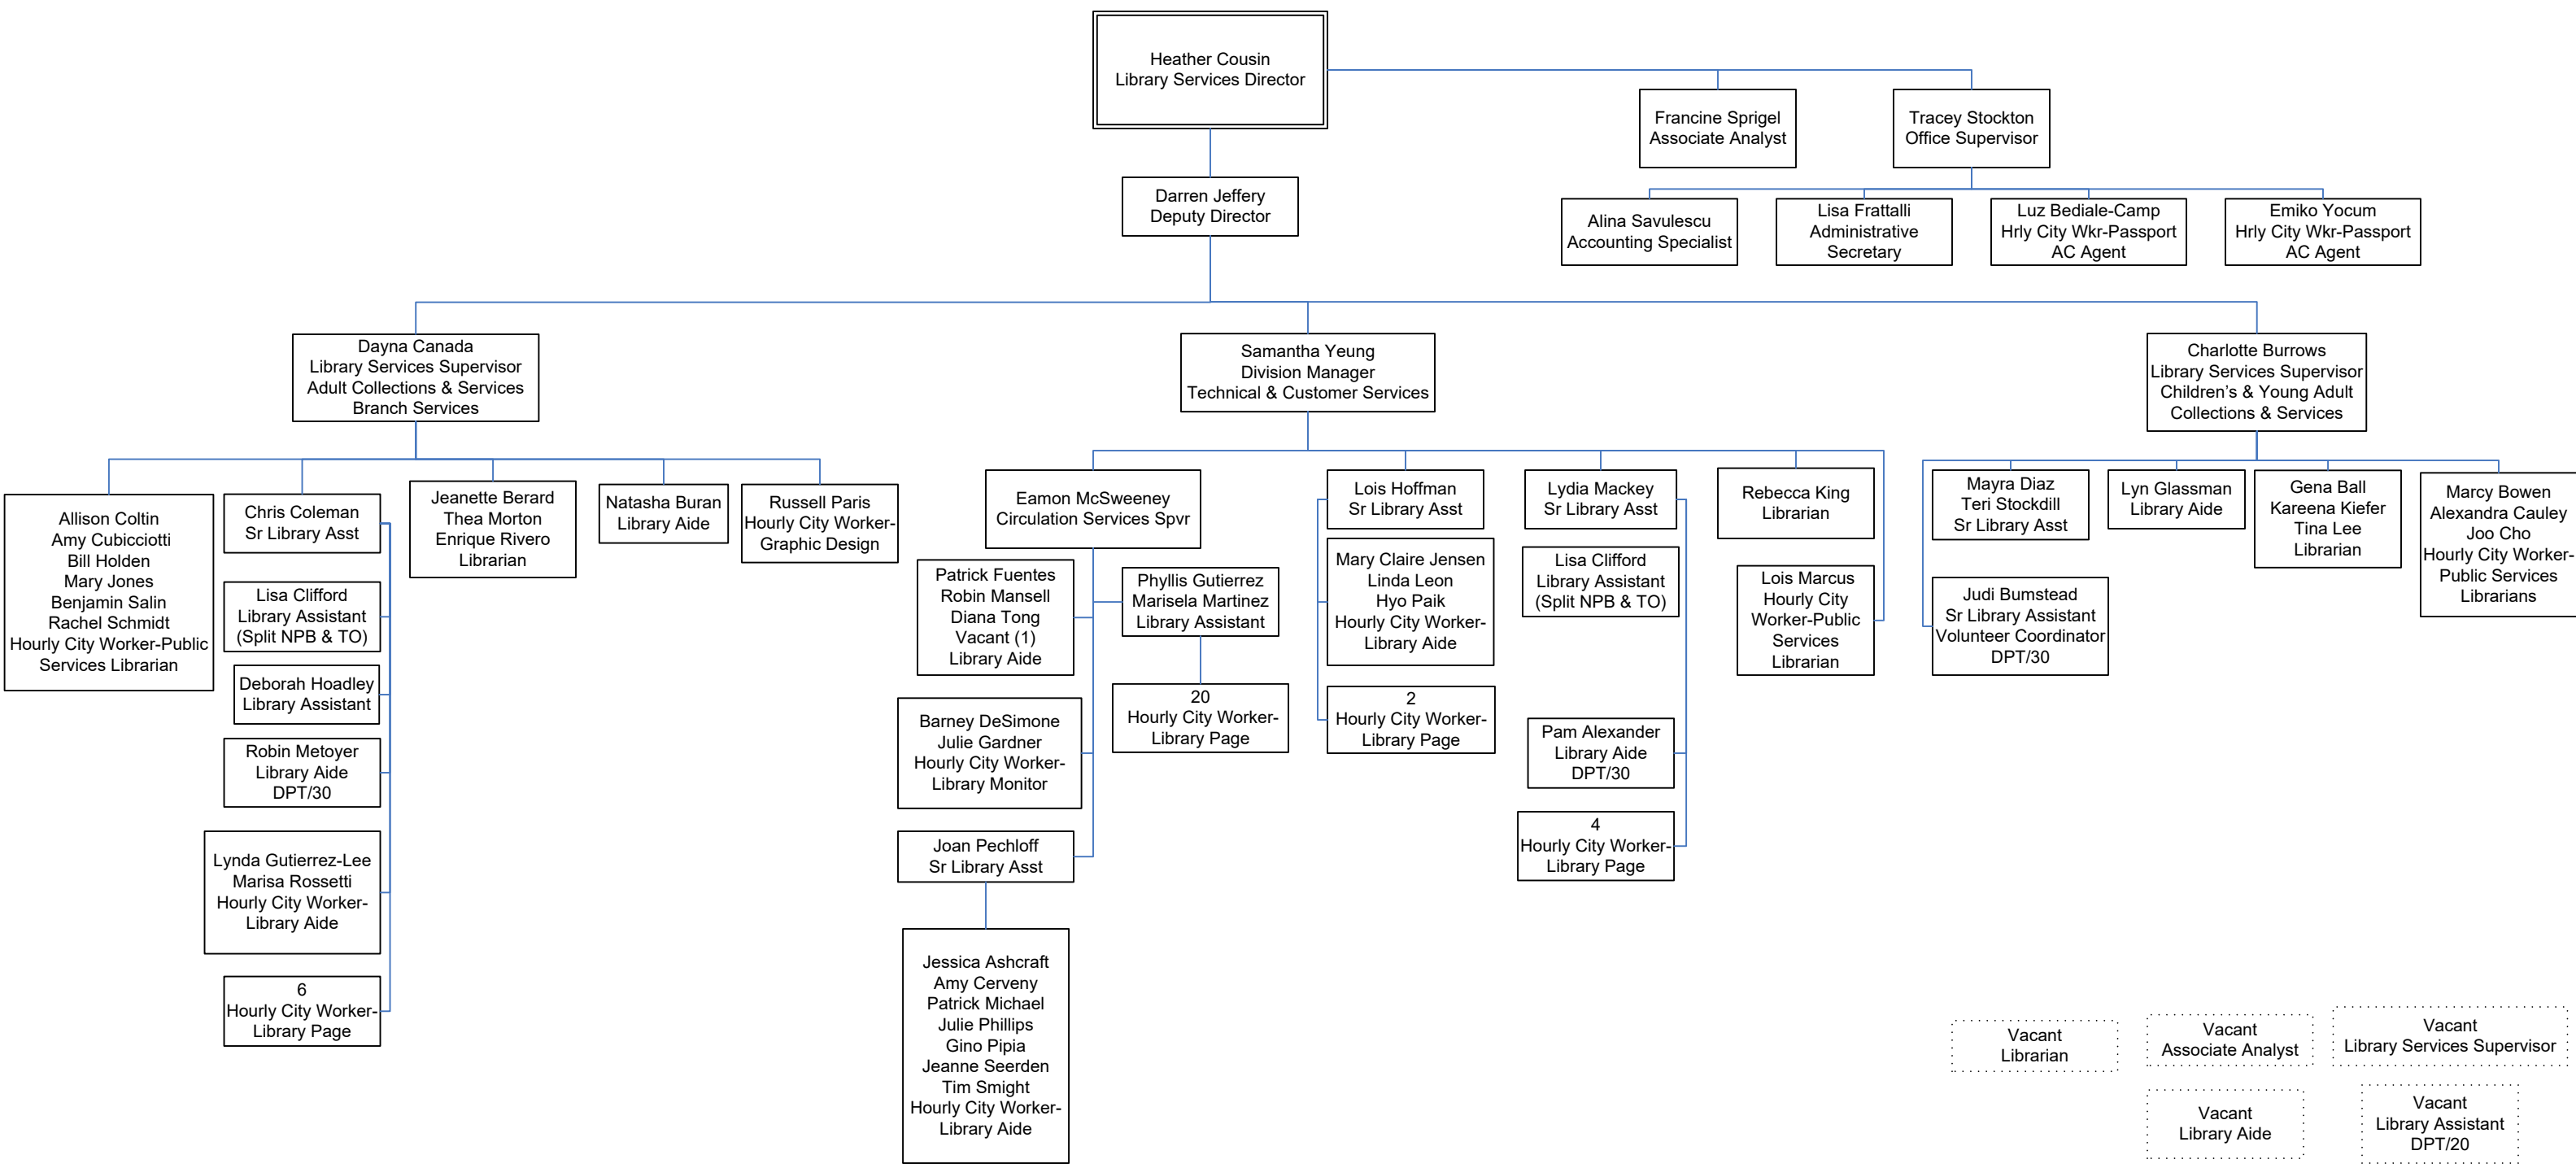 Heather Cousin
Library Services Director
Francine Sprigel
Associate Analyst
Tracey Stockton
Office Supervisor
Darren Jeffery
Deputy Director
Alina Savulescu
Accounting Specialist
Lisa Frattalli
Administrative
Secretary
Luz Bediale-Camp
Hrly City Wkr-Passport
AC Agent
Emiko Yocum
Hrly City Wkr-Passport
AC Agent
Dayna Canada
Library Services Supervisor
Adult Collections & Services
Branch Services
Samantha Yeung
Division Manager
Technical & Customer Services
Charlotte Burrows
Library Services Supervisor
Children’s & Young Adult
Collections & Services
Allison Coltin
Amy Cubicciotti
Bill Holden
Mary Jones
Benjamin Salin
Rachel Schmidt
Hourly City Worker-Public
Services Librarian
Chris Coleman
Sr Library Asst
Lisa Clifford
Library Assistant
(Split NPB & TO)
Deborah Hoadley
Library Assistant
Robin Metoyer
Library Aide
DPT/30
Lynda Gutierrez-Lee
Marisa Rossetti
Hourly City Worker-
Library Aide
6
Hourly City Worker-
Library Page
Jeanette Berard
Thea Morton
Enrique Rivero
Librarian
Natasha Buran
Library Aide
Russell Paris
Hourly City Worker-
Graphic Design
Eamon McSweeney
Circulation Services Spvr
Patrick Fuentes
Robin Mansell
Diana Tong
Vacant (1)
Library Aide
Phyllis Gutierrez
Marisela Martinez
Library Assistant
20
Hourly City Worker-
Library Page
Barney DeSimone
Julie Gardner
Hourly City Worker-
Library Monitor
Joan Pechloff
Sr Library Asst
Jessica Ashcraft
Amy Cerveny
Patrick Michael
Julie Phillips
Gino Pipia
Jeanne Seerden
Tim Smight
Hourly City Worker-
Library Aide
Lois Hoffman
Sr Library Asst
Mary Claire Jensen
Linda Leon
Hyo Paik
Hourly City Worker-
Library Aide
2
Hourly City Worker-
Library Page
Lydia Mackey
Sr Library Asst
Lisa Clifford
Library Assistant
(Split NPB & TO)
Pam Alexander
Library Aide
DPT/30
4
Hourly City Worker-
Library Page
Rebecca King
Librarian
Lois Marcus
Hourly City
Worker-Public
Services
Librarian
Mayra Diaz
Teri Stockdill
Sr Library Asst
Judi Bumstead
Sr Library Assistant
Volunteer Coordinator
DPT/30
Lyn Glassman
Library Aide
Gena Ball
Kareena Kiefer
Tina Lee
Librarian
Marcy Bowen
Alexandra Cauley
Joo Cho
Hourly City Worker-
Public Services
Librarians
Vacant
Librarian
Vacant
Associate Analyst
Vacant
Library Services Supervisor
Vacant
Library Aide
Vacant
Library Assistant
DPT/20